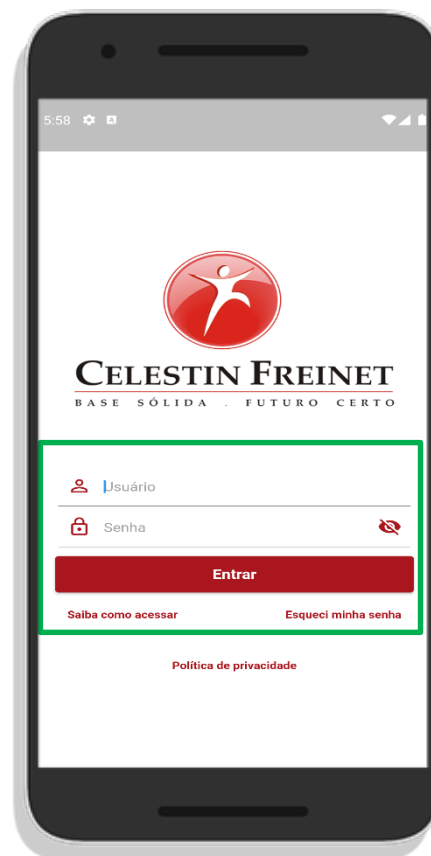 5:58
CELESTIN FREINET
BASE SÓLIDA . FUTURO CERTO
Usuário
Senha
Entrar
Saiba como acessar Esqueci minha senha
Política de privacidade